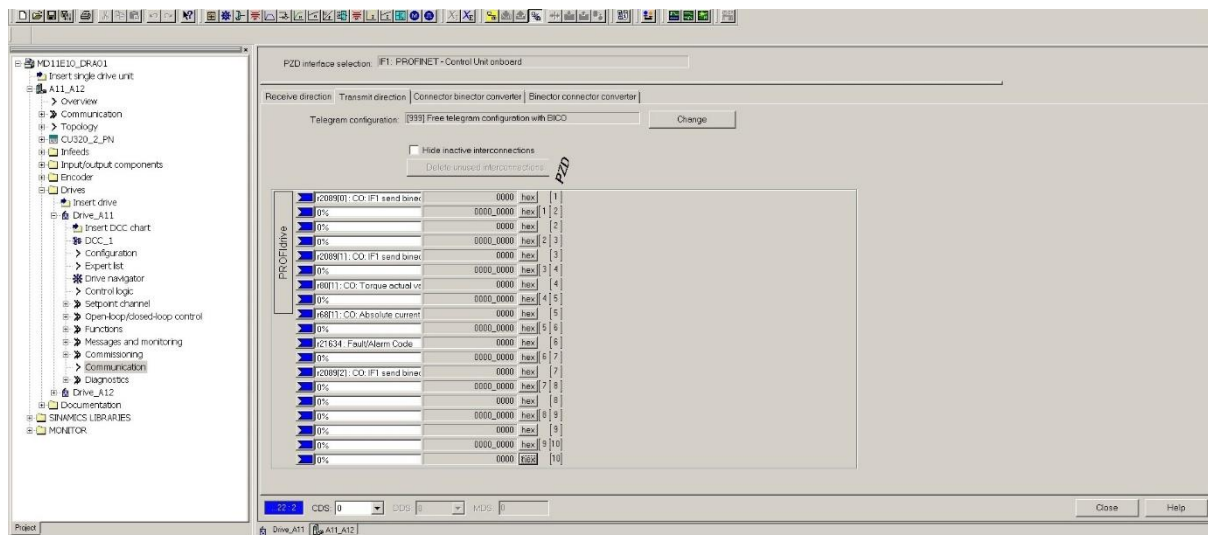 MD11E10_DRA01
Insert single drive unit
A11_A12
Overview
Communication
Topology
CU320_2_PN
Infeeds
Input/output components
Encoder
Drives
Insert drive
Drive_A11
Insert DCC chart
DCC_1
Configuration
Expert list
Drive navigator
Control logic
Setpoint channel
Open-loop/closed-loop control
Functions
Messages and monitoring
Commissioning
Communication
Diagnostics
Drive_A12
Documentation
SINAMICS LIBRARIES
MONITOR
Project
PZD interface selection: IF1: PROFINET - Control Unit onboard
Receive direction Transmit direction Connector binector converter Binector connector converter
Telegram configuration: [999] Free telegram configuration with BICO Change
Hide inactive interconnections
Delete unused interconnections
PZD
PROFIdrive
r2089[0] : CO: IF1 send binec 0000 hex [1]
0% 0000_0000 hex [1 2]
0% 0000 hex [2]
0% 0000_0000 hex [2 3]
r2089[1] : CO: IF1 send binec 0000 hex [3]
0% 0000_0000 hex [3 4]
r80[1] : CO: Torque actual va 0000 hex [4]
0% 0000_0000 hex [4 5]
r68[1] : CO: Absolute current 0000 hex [5]
0% 0000_0000 hex [5 6]
r21634 : Fault/Alarm Code 0000 hex [6]
0% 0000_0000 hex [6 7]
r2089[2] : CO: IF1 send binec 0000 hex [7]
0% 0000_0000 hex [7 8]
0% 0000 hex [8]
0% 0000_0000 hex [8 9]
0% 0000 hex [9]
0% 0000_0000 hex [9 10]
0% 0000 hex [10]
22:2 CDS: 0 DDS: 0 MDS: 0 Close Help
Drive_A11 A11_A12